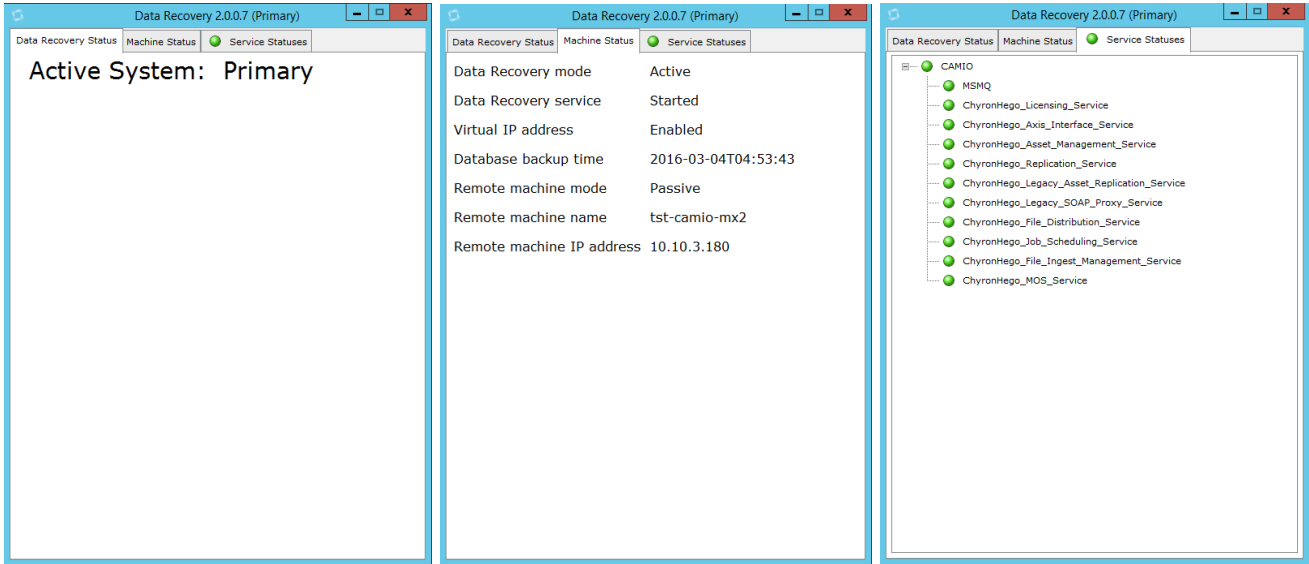 Data Recovery 2.0.0.7 (Primary)
Data Recovery Status Machine Status Service Statuses
Active System: Primary
Data Recovery 2.0.0.7 (Primary)
Data Recovery Status Machine Status Service Statuses
Data Recovery mode Active
Data Recovery service Started
Virtual IP address Enabled
Database backup time 2016-03-04T04:53:43
Remote machine mode Passive
Remote machine name tst-camio-mx2
Remote machine IP address 10.10.3.180
Data Recovery 2.0.0.7 (Primary)
Data Recovery Status Machine Status Service Statuses
CAMIO
MSMQ
ChyronHego_Licensing_Service
ChyronHego_Axis_Interface_Service
ChyronHego_Asset_Management_Service
ChyronHego_Replication_Service
ChyronHego_Legacy_Asset_Replication_Service
ChyronHego_Legacy_SOAP_Proxy_Service
ChyronHego_File_Distribution_Service
ChyronHego_Job_Scheduling_Service
ChyronHego_File_Ingest_Management_Service
ChyronHego_MOS_Service